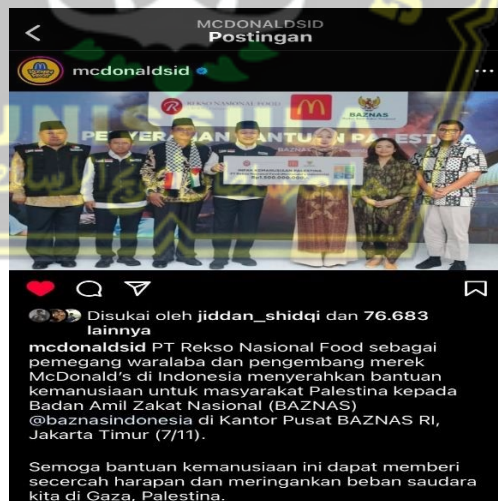 MCDONALDSID
Postingan
mcdonaldsid
REKSO NASIONAL FOOD
BAZNAS
PENYERAHAN BANTUAN PALESTINA
Disukai oleh jiddan_shidqi dan 76.683
lainnya
mcdonaldsid PT Rekso Nasional Food sebagai
pemegang waralaba dan pengembang merek
McDonald's di Indonesia menyerahkan bantuan
kemanusiaan untuk masyarakat Palestina kepada
Badan Amil Zakat Nasional (BAZNAS)
@baznasindonesia di Kantor Pusat BAZNAS RI,
Jakarta Timur (7/11).
Semoga bantuan kemanusiaan ini dapat memberi
secercah harapan dan meringankan beban saudara
kita di Gaza, Palestina.